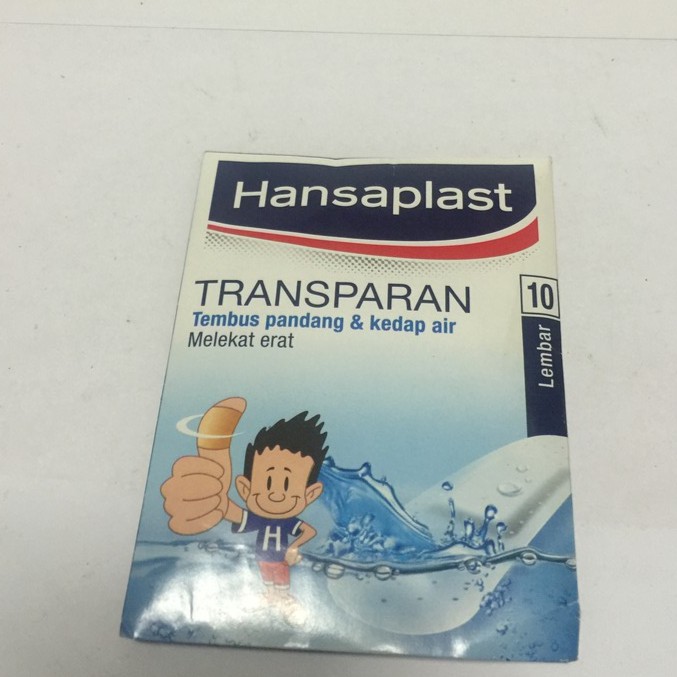 Hansaplast
TRANSPARAN
Tembus pandang & kedap air
Melekat erat
10
Lembar
H